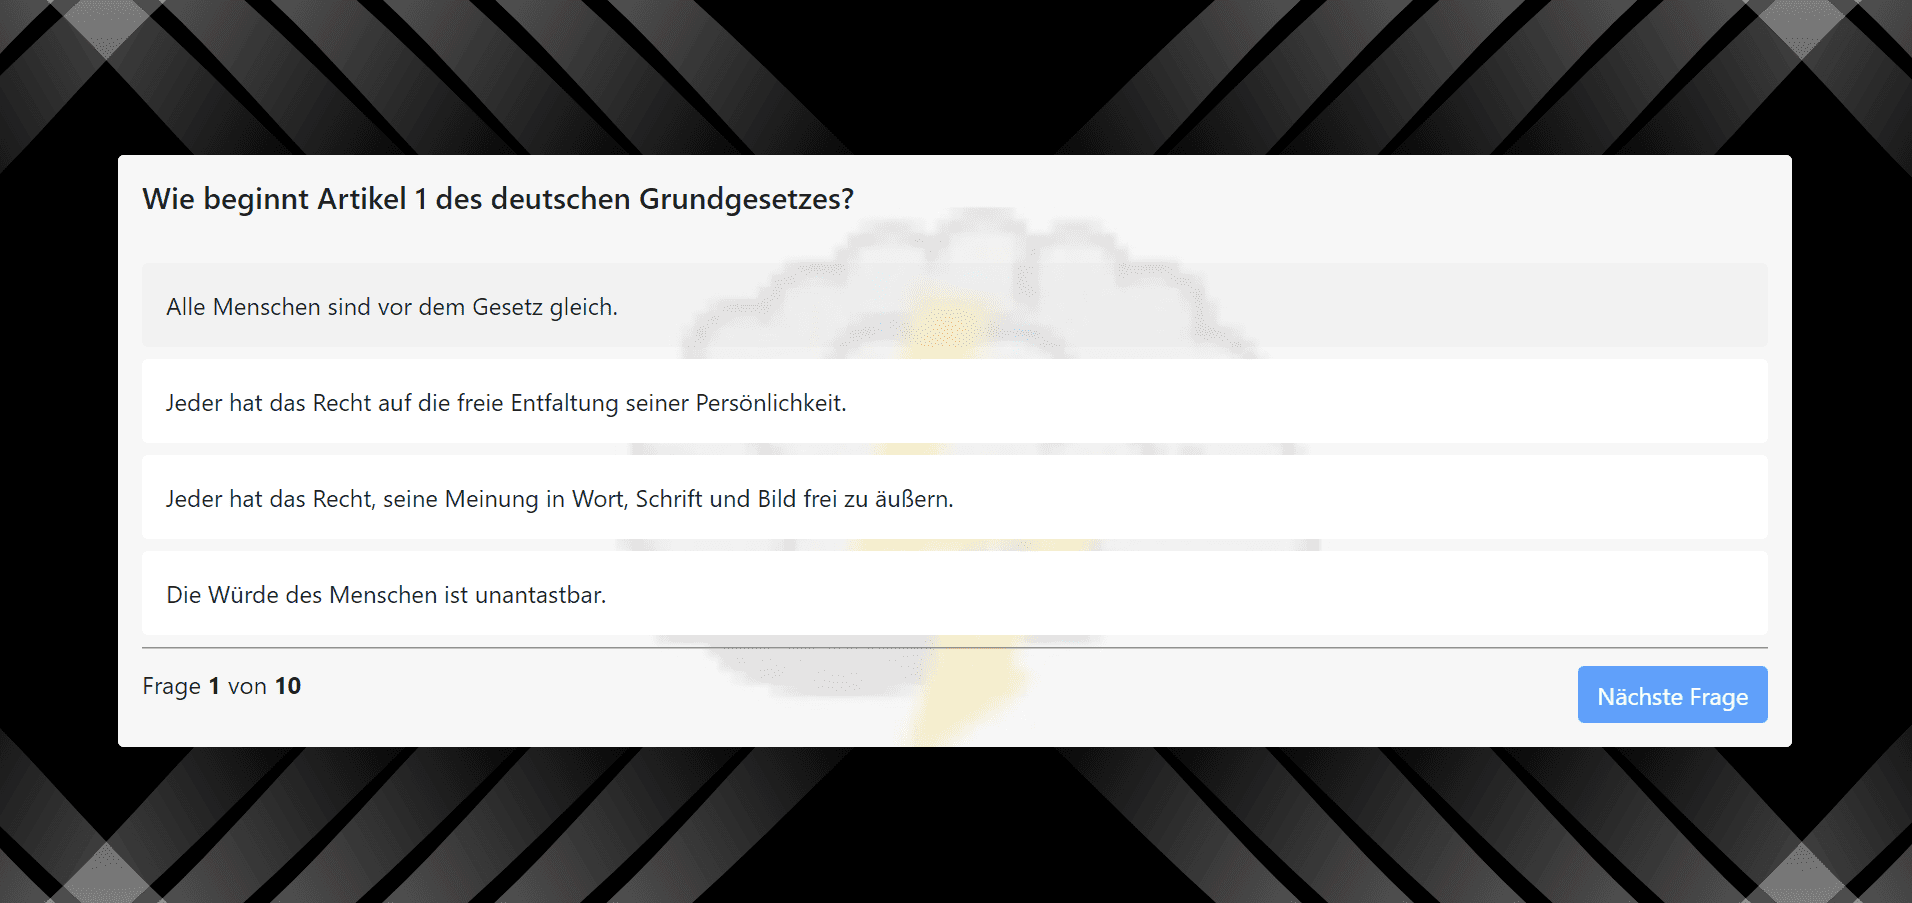 Wie beginnt Artikel 1 des deutschen Grundgesetzes?
Alle Menschen sind vor dem Gesetz gleich.
Jeder hat das Recht auf die freie Entfaltung seiner Persönlichkeit.
Jeder hat das Recht, seine Meinung in Wort, Schrift und Bild frei zu äußern.
Die Würde des Menschen ist unantastbar.
Frage 1 von 10
Nächste Frage